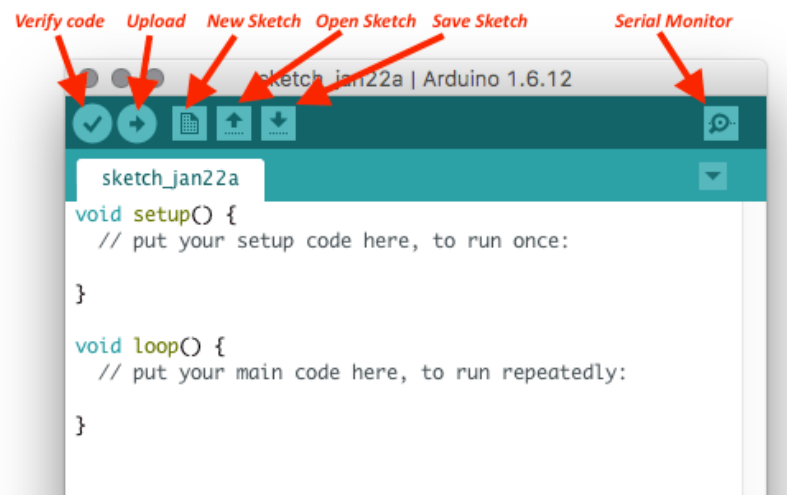 Verify code Upload New Sketch Open Sketch Save Sketch Serial Monitor
sketch_jan22a | Arduino 1.6.12
sketch_jan22a
void setup() {
  // put your setup code here, to run once:
}
void loop() {
  // put your main code here, to run repeatedly:
}